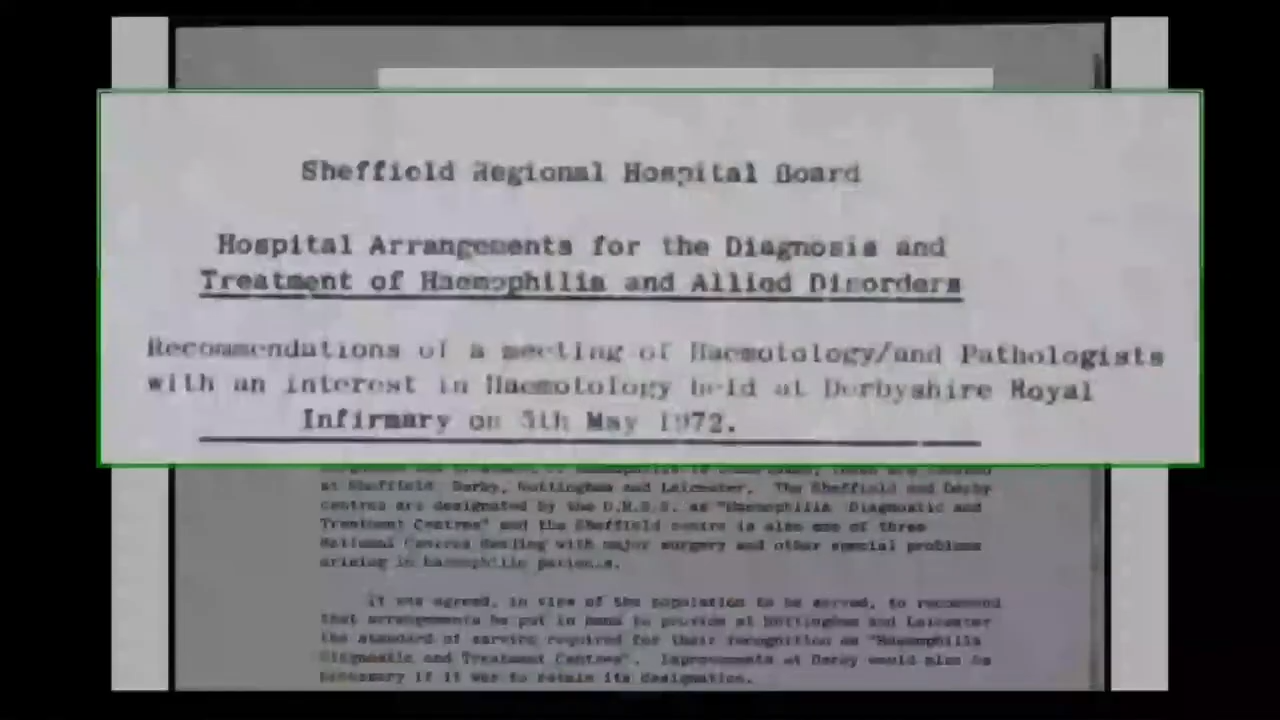 Sheffield Regional Hospital Board
Hospital Arrangements for the Diagnosis and
Treatment of Haemophilia and Allied Disorders
Recommendations of a meeting of Haemotology/and Pathologists
with an interest in Haemotology held at Derbyshire Royal
Infirmary on 5th May 1972.
at Sheffield Derby, Nottingham and Leicester. The Sheffield and Derby
centres are designated by the D.H.S.S. as "Haemophilia Diagnostic and
Treatment Centres" and the Sheffield centre is also one of three
National Centres dealing with major surgery and other special problems
arising in haemophilic patients.
It was agreed, in view of the population to be served, to recommend
that arrangements be put in hand to provide at Nottingham and Leicester
the standard of service required for their recognition as "Haemophilia
Diagnostic and Treatment Centres". Improvements at Derby would also be
necessary if it was to retain its designation.